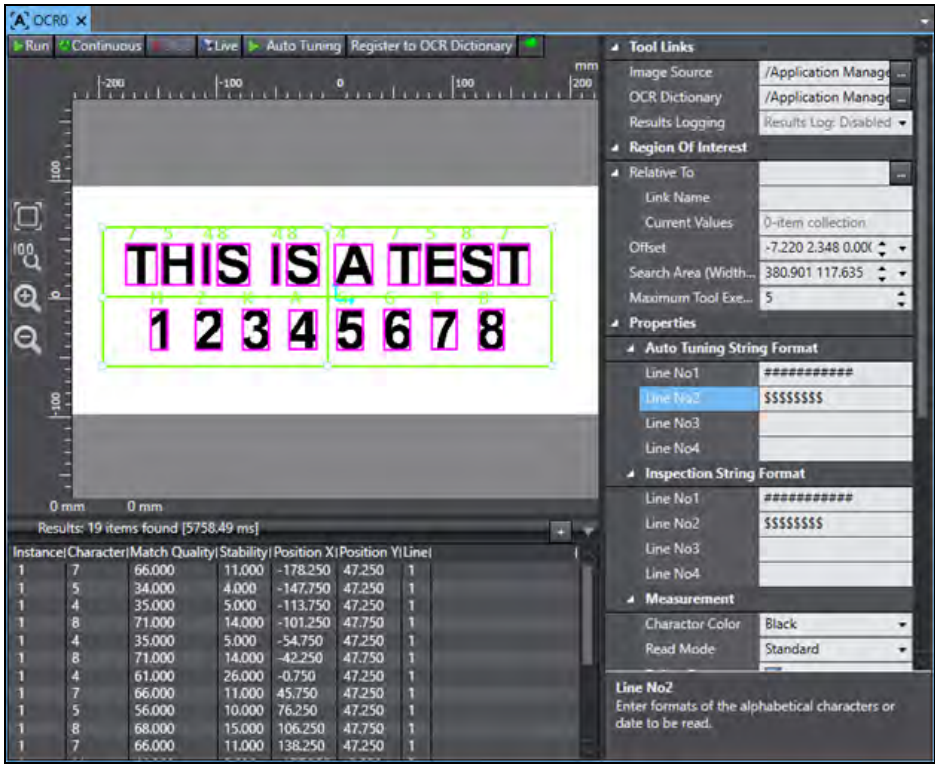 OCR0
Run Continuous Live Auto Tuning Register to OCR Dictionary
mm
-200 -100 0 100 200
100
0
-100
100
7 5 48 48 4 7 5 8 7
THIS IS A TEST
1 2 3 4 5 6 7 8
0 mm 0 mm
Results: 19 items found [5758.49 ms]
+
Instance Character Match Quality Stability Position X Position Y Line
1 7 66.000 11.000 -178.250 47.250 1
1 5 34.000 4.000 -147.750 47.250 1
1 4 35.000 5.000 -113.750 47.250 1
1 8 71.000 14.000 -101.250 47.750 1
1 4 35.000 5.000 -54.750 47.250 1
1 8 71.000 14.000 -42.250 47.750 1
1 4 61.000 26.000 -0.750 47.250 1
1 7 66.000 11.000 45.750 47.250 1
1 5 56.000 10.000 76.250 47.250 1
1 8 68.000 15.000 106.250 47.750 1
1 7 66.000 11.000 138.250 47.250 1
Tool Links
Image Source /Application Manage ...
OCR Dictionary /Application Manage ...
Results Logging Results Log: Disabled
Region Of Interest
Relative To ...
Link Name
Current Values 0-item collection
Offset -7.220 2.348 0.00(
Search Area (Width... 380.901 117.635
Maximum Tool Exe... 5
Properties
Auto Tuning String Format
Line No1 ###########
Line No2 $$$$$$$$
Line No3
Line No4
Inspection String Format
Line No1 ###########
Line No2 $$$$$$$$
Line No3
Line No4
Measurement
Charactor Color Black
Read Mode Standard
Line No2
Enter formats of the alphabetical characters or
date to be read.